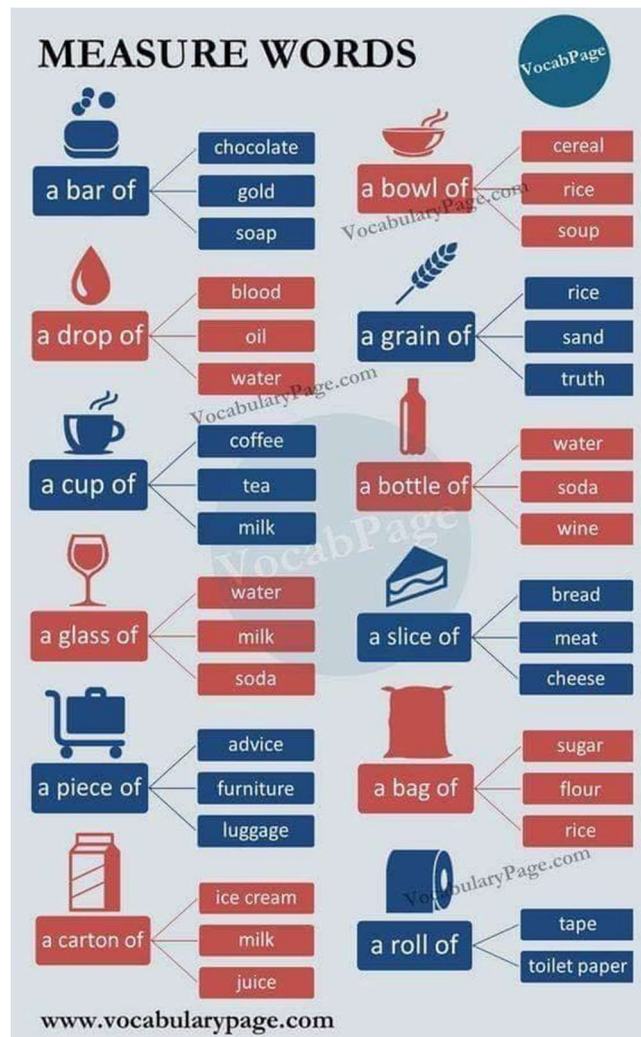 MEASURE WORDS
VocabPage
a bar of
chocolate
gold
soap
a bowl of
cereal
rice
soup
VocabularyPage.com
a drop of
blood
oil
water
a grain of
rice
sand
truth
VocabularyPage.com
a cup of
coffee
tea
milk
a bottle of
water
soda
wine
VocabPage
a glass of
water
milk
soda
a slice of
bread
meat
cheese
a piece of
advice
furniture
luggage
a bag of
sugar
flour
rice
a carton of
ice cream
milk
juice
VocabularyPage.com
a roll of
tape
toilet paper
www.vocabularypage.com